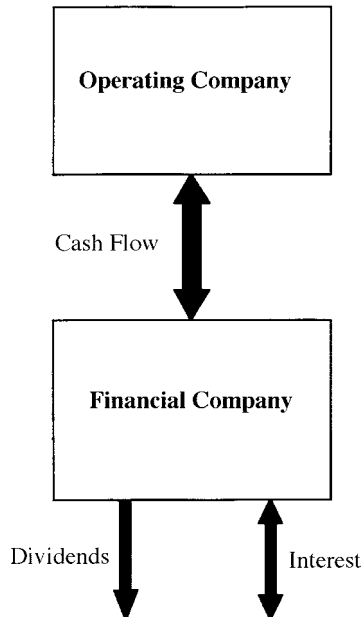 Operating Company
Cash Flow
Financial Company
Dividends
Interest